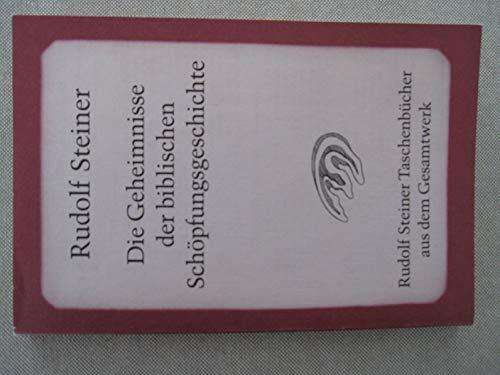 Rudolf Steiner
Die Geheimnisse
der biblischen
Schöpfungsgeschichte
Rudolf Steiner Taschenbücher
aus dem Gesamtwerk